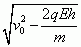 √(v₀² − 2qEh/m)